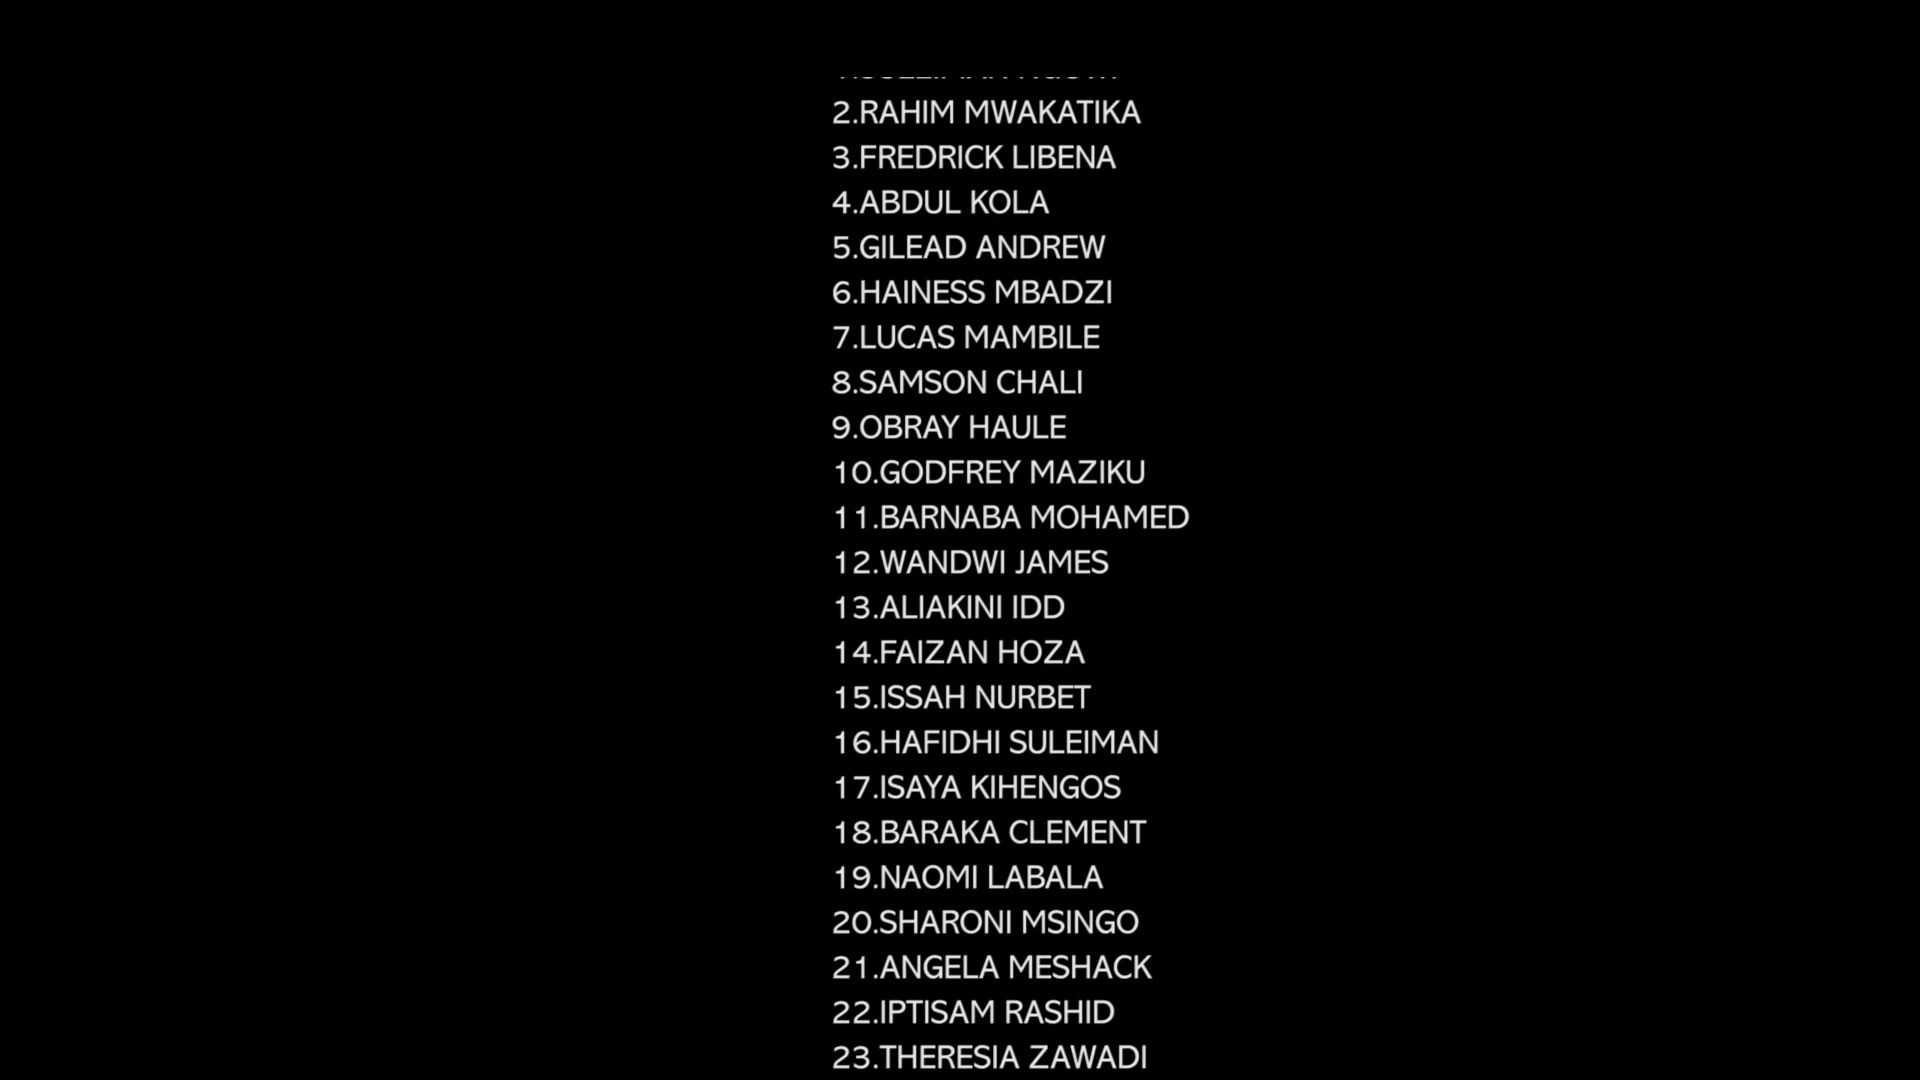 2.RAHIM MWAKATIKA
3.FREDRICK LIBENA
4.ABDUL KOLA
5.GILEAD ANDREW
6.HAINESS MBADZI
7.LUCAS MAMBILE
8.SAMSON CHALI
9.OBRAY HAULE
10.GODFREY MAZIKU
11.BARNABA MOHAMED
12.WANDWI JAMES
13.ALIAKINI IDD
14.FAIZAN HOZA
15.ISSAH NURBET
16.HAFIDHI SULEIMAN
17.ISAYA KIHENGOS
18.BARAKA CLEMENT
19.NAOMI LABALA
20.SHARONI MSINGO
21.ANGELA MESHACK
22.IPTISAM RASHID
23.THERESIA ZAWADI